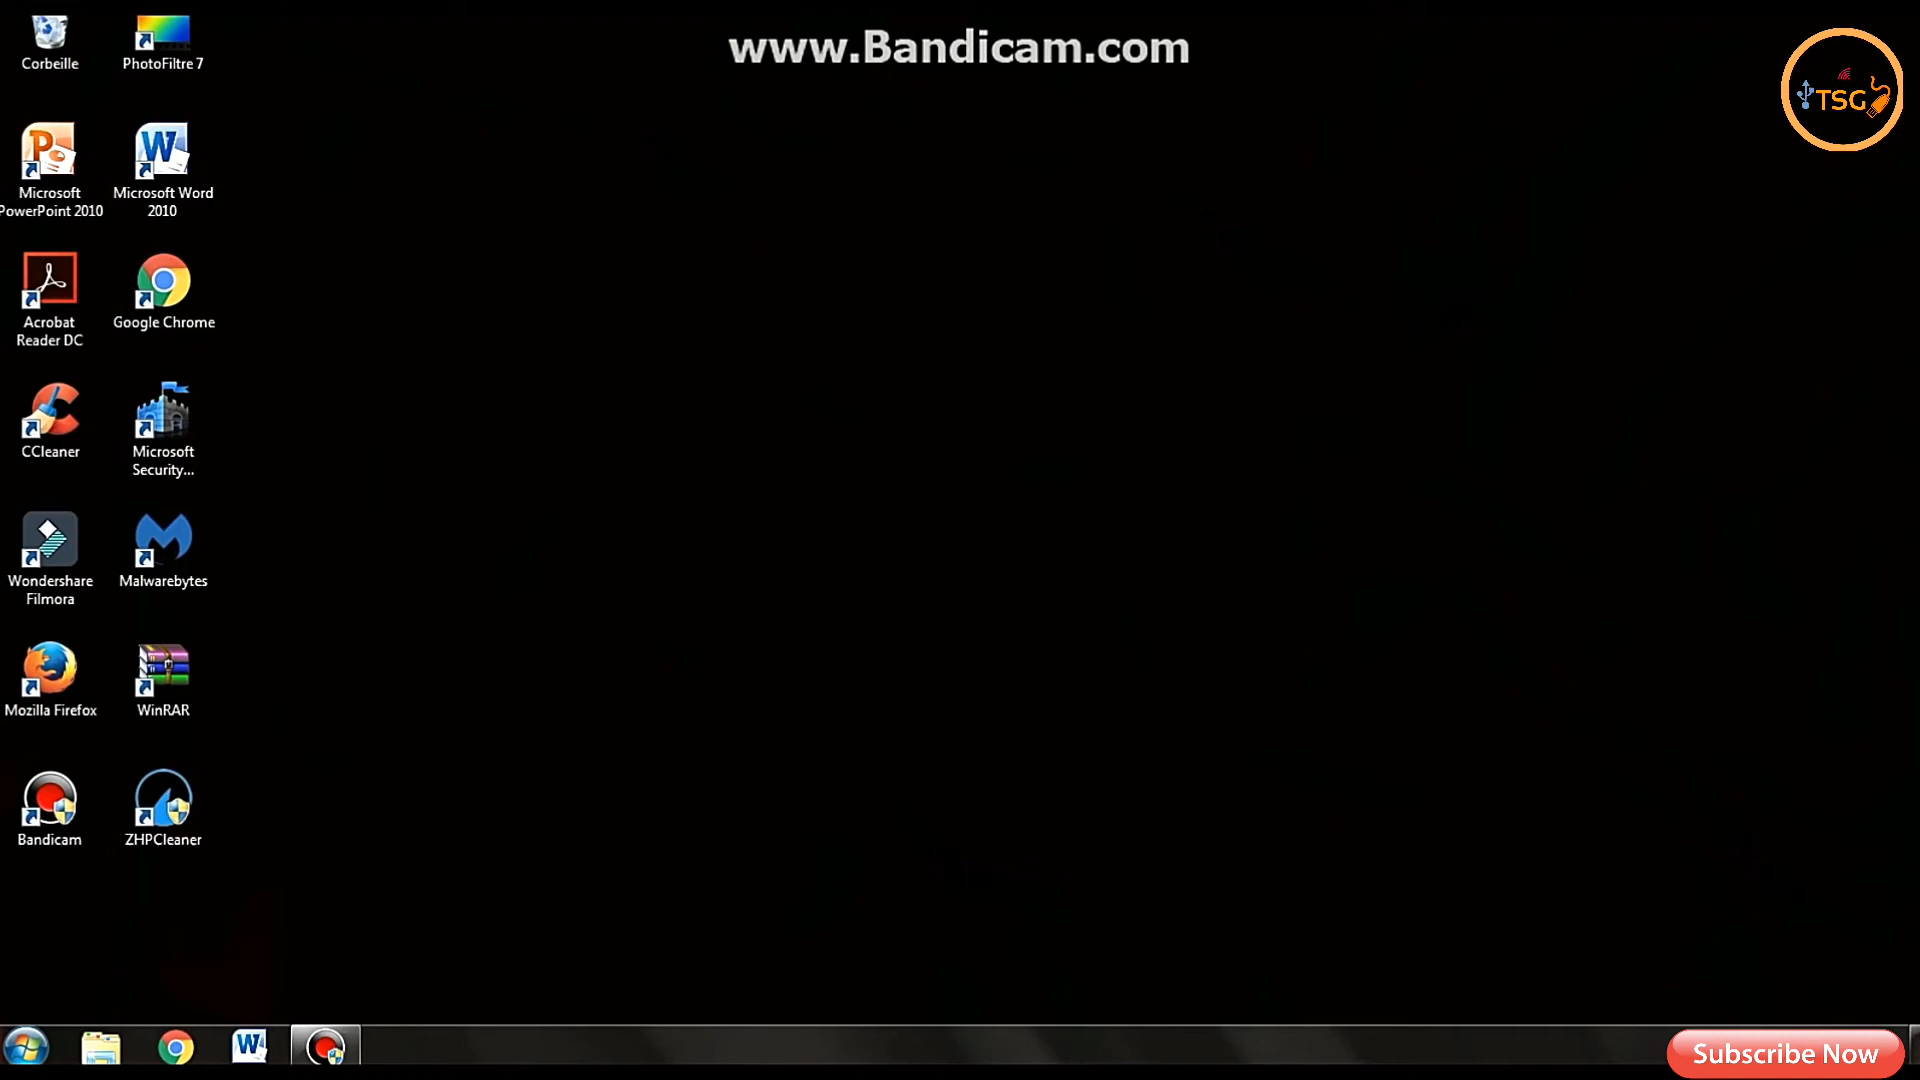 www.Bandicam.com
TSG
Corbeille
PhotoFiltre 7
Microsoft
PowerPoint 2010
Microsoft Word
2010
Acrobat
Reader DC
Google Chrome
CCleaner
Microsoft
Security...
Wondershare
Filmora
Malwarebytes
Mozilla Firefox
WinRAR
Bandicam
ZHPCleaner
Subscribe Now